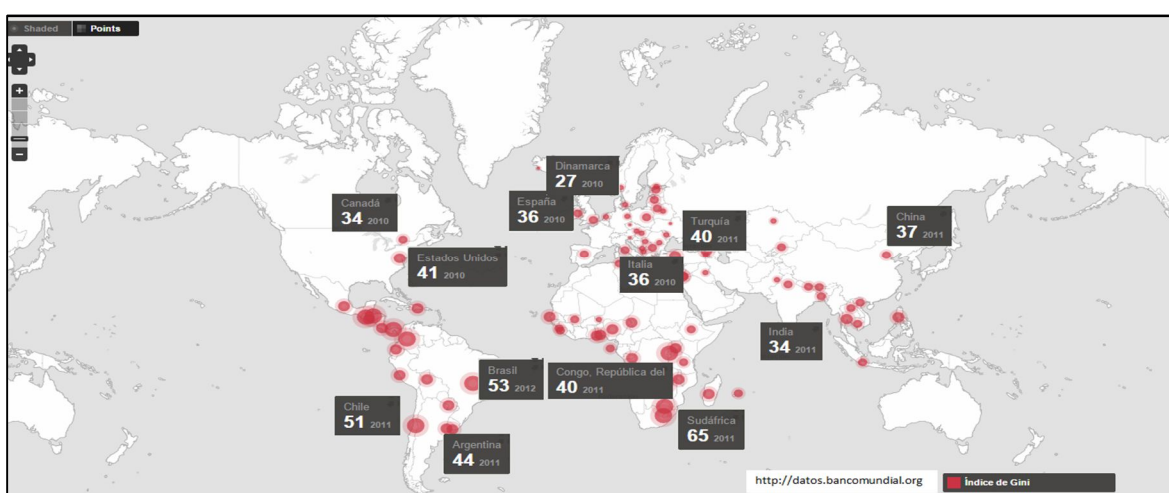 Shaded
Points
Dinamarca
27 2010
Canadá
34 2010
España
36 2010
Turquía
40 2011
China
37 2011
Estados Unidos
41 2010
Italia
36 2010
India
34 2011
Brasil
53 2012
Congo, República del
40 2011
Chile
51 2011
Sudáfrica
65 2011
Argentina
44 2011
http://datos.bancomundial.org
Índice de Gini